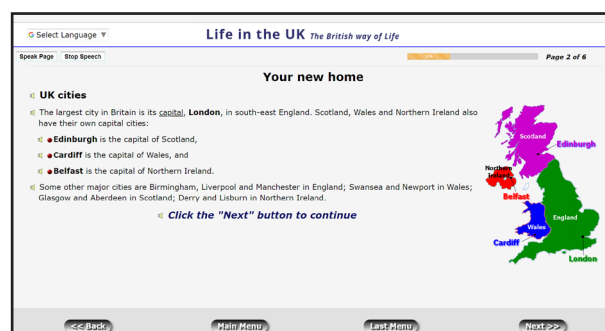 G Select Language ▼
Life in the UK The British way of Life
Speak Page Stop Speech
Page 2 of 6
Your new home
UK cities
The largest city in Britain is its capital, London, in south-east England. Scotland, Wales and Northern Ireland also
have their own capital cities:
Edinburgh is the capital of Scotland,
Cardiff is the capital of Wales, and
Belfast is the capital of Northern Ireland.
Some other major cities are Birmingham, Liverpool and Manchester in England; Swansea and Newport in Wales;
Glasgow and Aberdeen in Scotland; Derry and Lisburn in Northern Ireland.
Click the "Next" button to continue
Scotland
Edinburgh
Northern
Ireland
Belfast
England
Wales
Cardiff
London
<< Back
Main Menu
Last Menu
Next >>